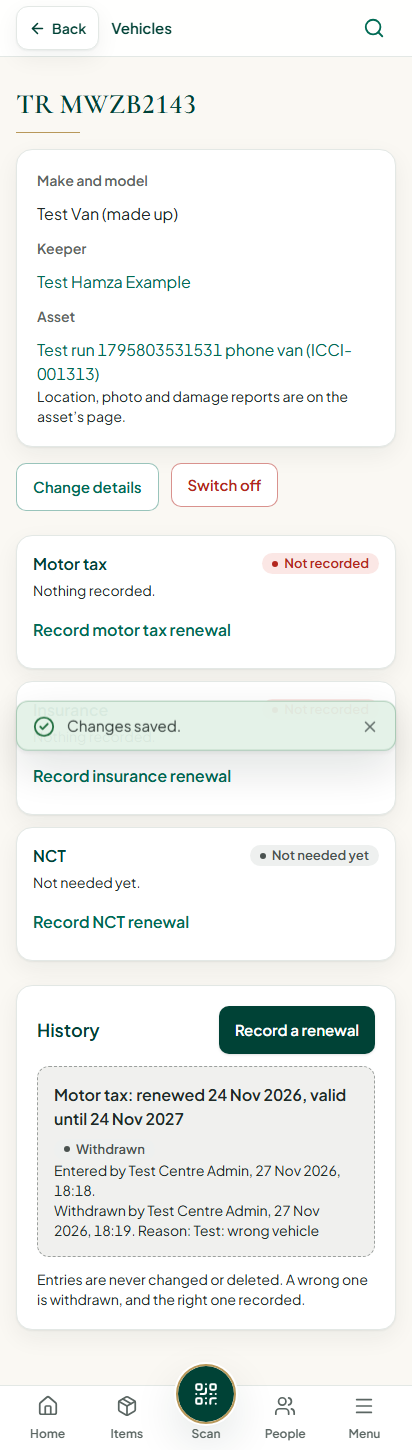 Back
Vehicles
TR MWZB2143
Make and model
Test Van (made up)
Keeper
Test Hamza Example
Asset
Test run 1795803531531 phone van (ICCI-
001313)
Location, photo and damage reports are on the
asset's page.
Change details
Switch off
Motor tax
Not recorded
Nothing recorded.
Record motor tax renewal
Insurance
Not recorded
Changes saved.
Nothing recorded.
Record insurance renewal
NCT
Not needed yet
Not needed yet.
Record NCT renewal
History
Record a renewal
Motor tax: renewed 24 Nov 2026, valid
until 24 Nov 2027
Withdrawn
Entered by Test Centre Admin, 27 Nov 2026,
18:18.
Withdrawn by Test Centre Admin, 27 Nov
2026, 18:19. Reason: Test: wrong vehicle
Entries are never changed or deleted. A wrong one
is withdrawn, and the right one recorded.
Home
Items
Scan
People
Menu